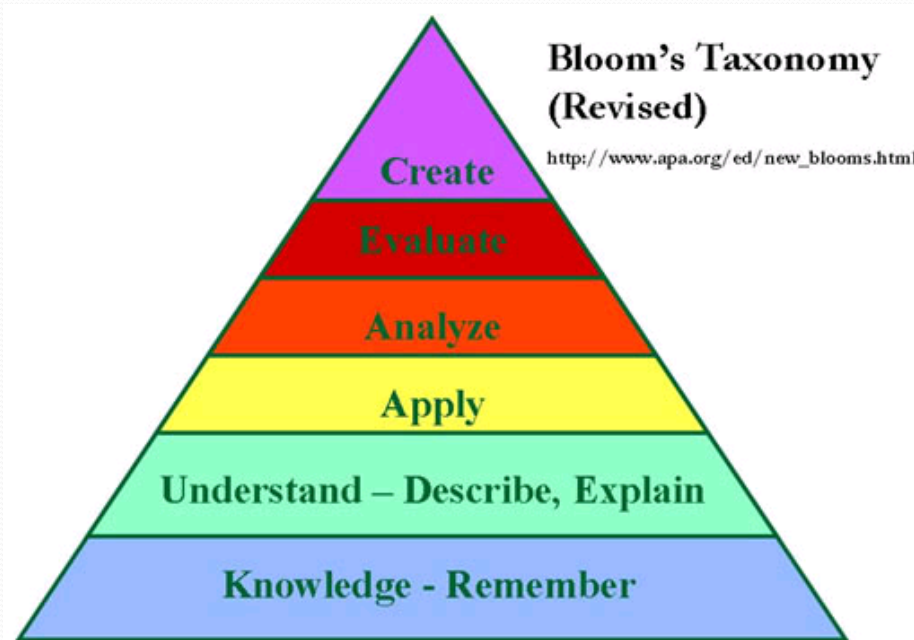 Bloom's Taxonomy
(Revised)
http://www.apa.org/ed/new_blooms.html
Create
Evaluate
Analyze
Apply
Understand – Describe, Explain
Knowledge - Remember